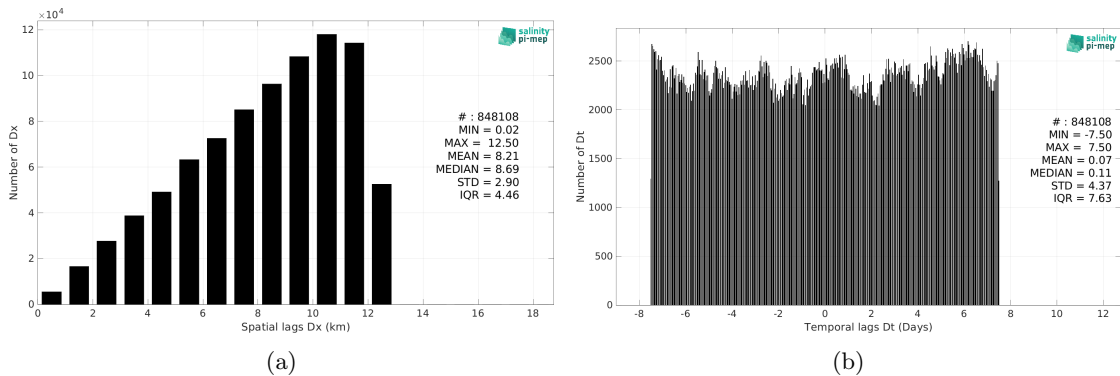 ×10⁴
12
10
8
6
4
2
0
Number of Dx
0 2 4 6 8 10 12 14 16 18
Spatial lags Dx (km)
salinity
pi-mep
# : 848108
MIN = 0.02
MAX = 12.50
MEAN = 8.21
MEDIAN = 8.69
STD = 2.90
IQR = 4.46
(a)
2500
2000
1500
1000
500
0
Number of Dt
-8 -6 -4 -2 0 2 4 6 8 10 12
Temporal lags Dt (Days)
salinity
pi-mep
# : 848108
MIN = -7.50
MAX = 7.50
MEAN = 0.07
MEDIAN = 0.11
STD = 4.37
IQR = 7.63
(b)